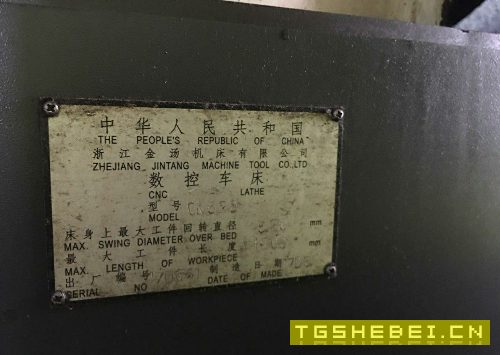 中华人民共和国
THE PEOPLE'S REPUBLIC OF CHINA
浙江金汤机床有限公司
ZHEJIANG JINTANG MACHINE TOOL CO.,LTD
数控车床
CNC LATHE
型号
MODEL
床身上最大工件回转直径 mm
MAX. SWING DIAMETER OVER BED
最大工件长度 mm
MAX. LENGTH OF WORKPIECE
出厂编号 制造日期
SERIAL NO DATE OF MADE
TGSHEBEI.CN